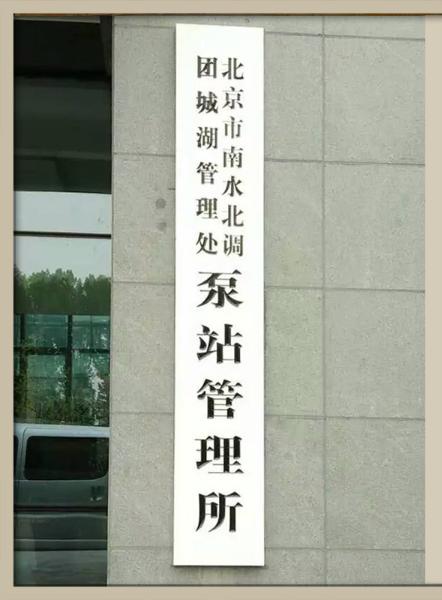 北京市南水北调
团城湖管理处
泵站管理所